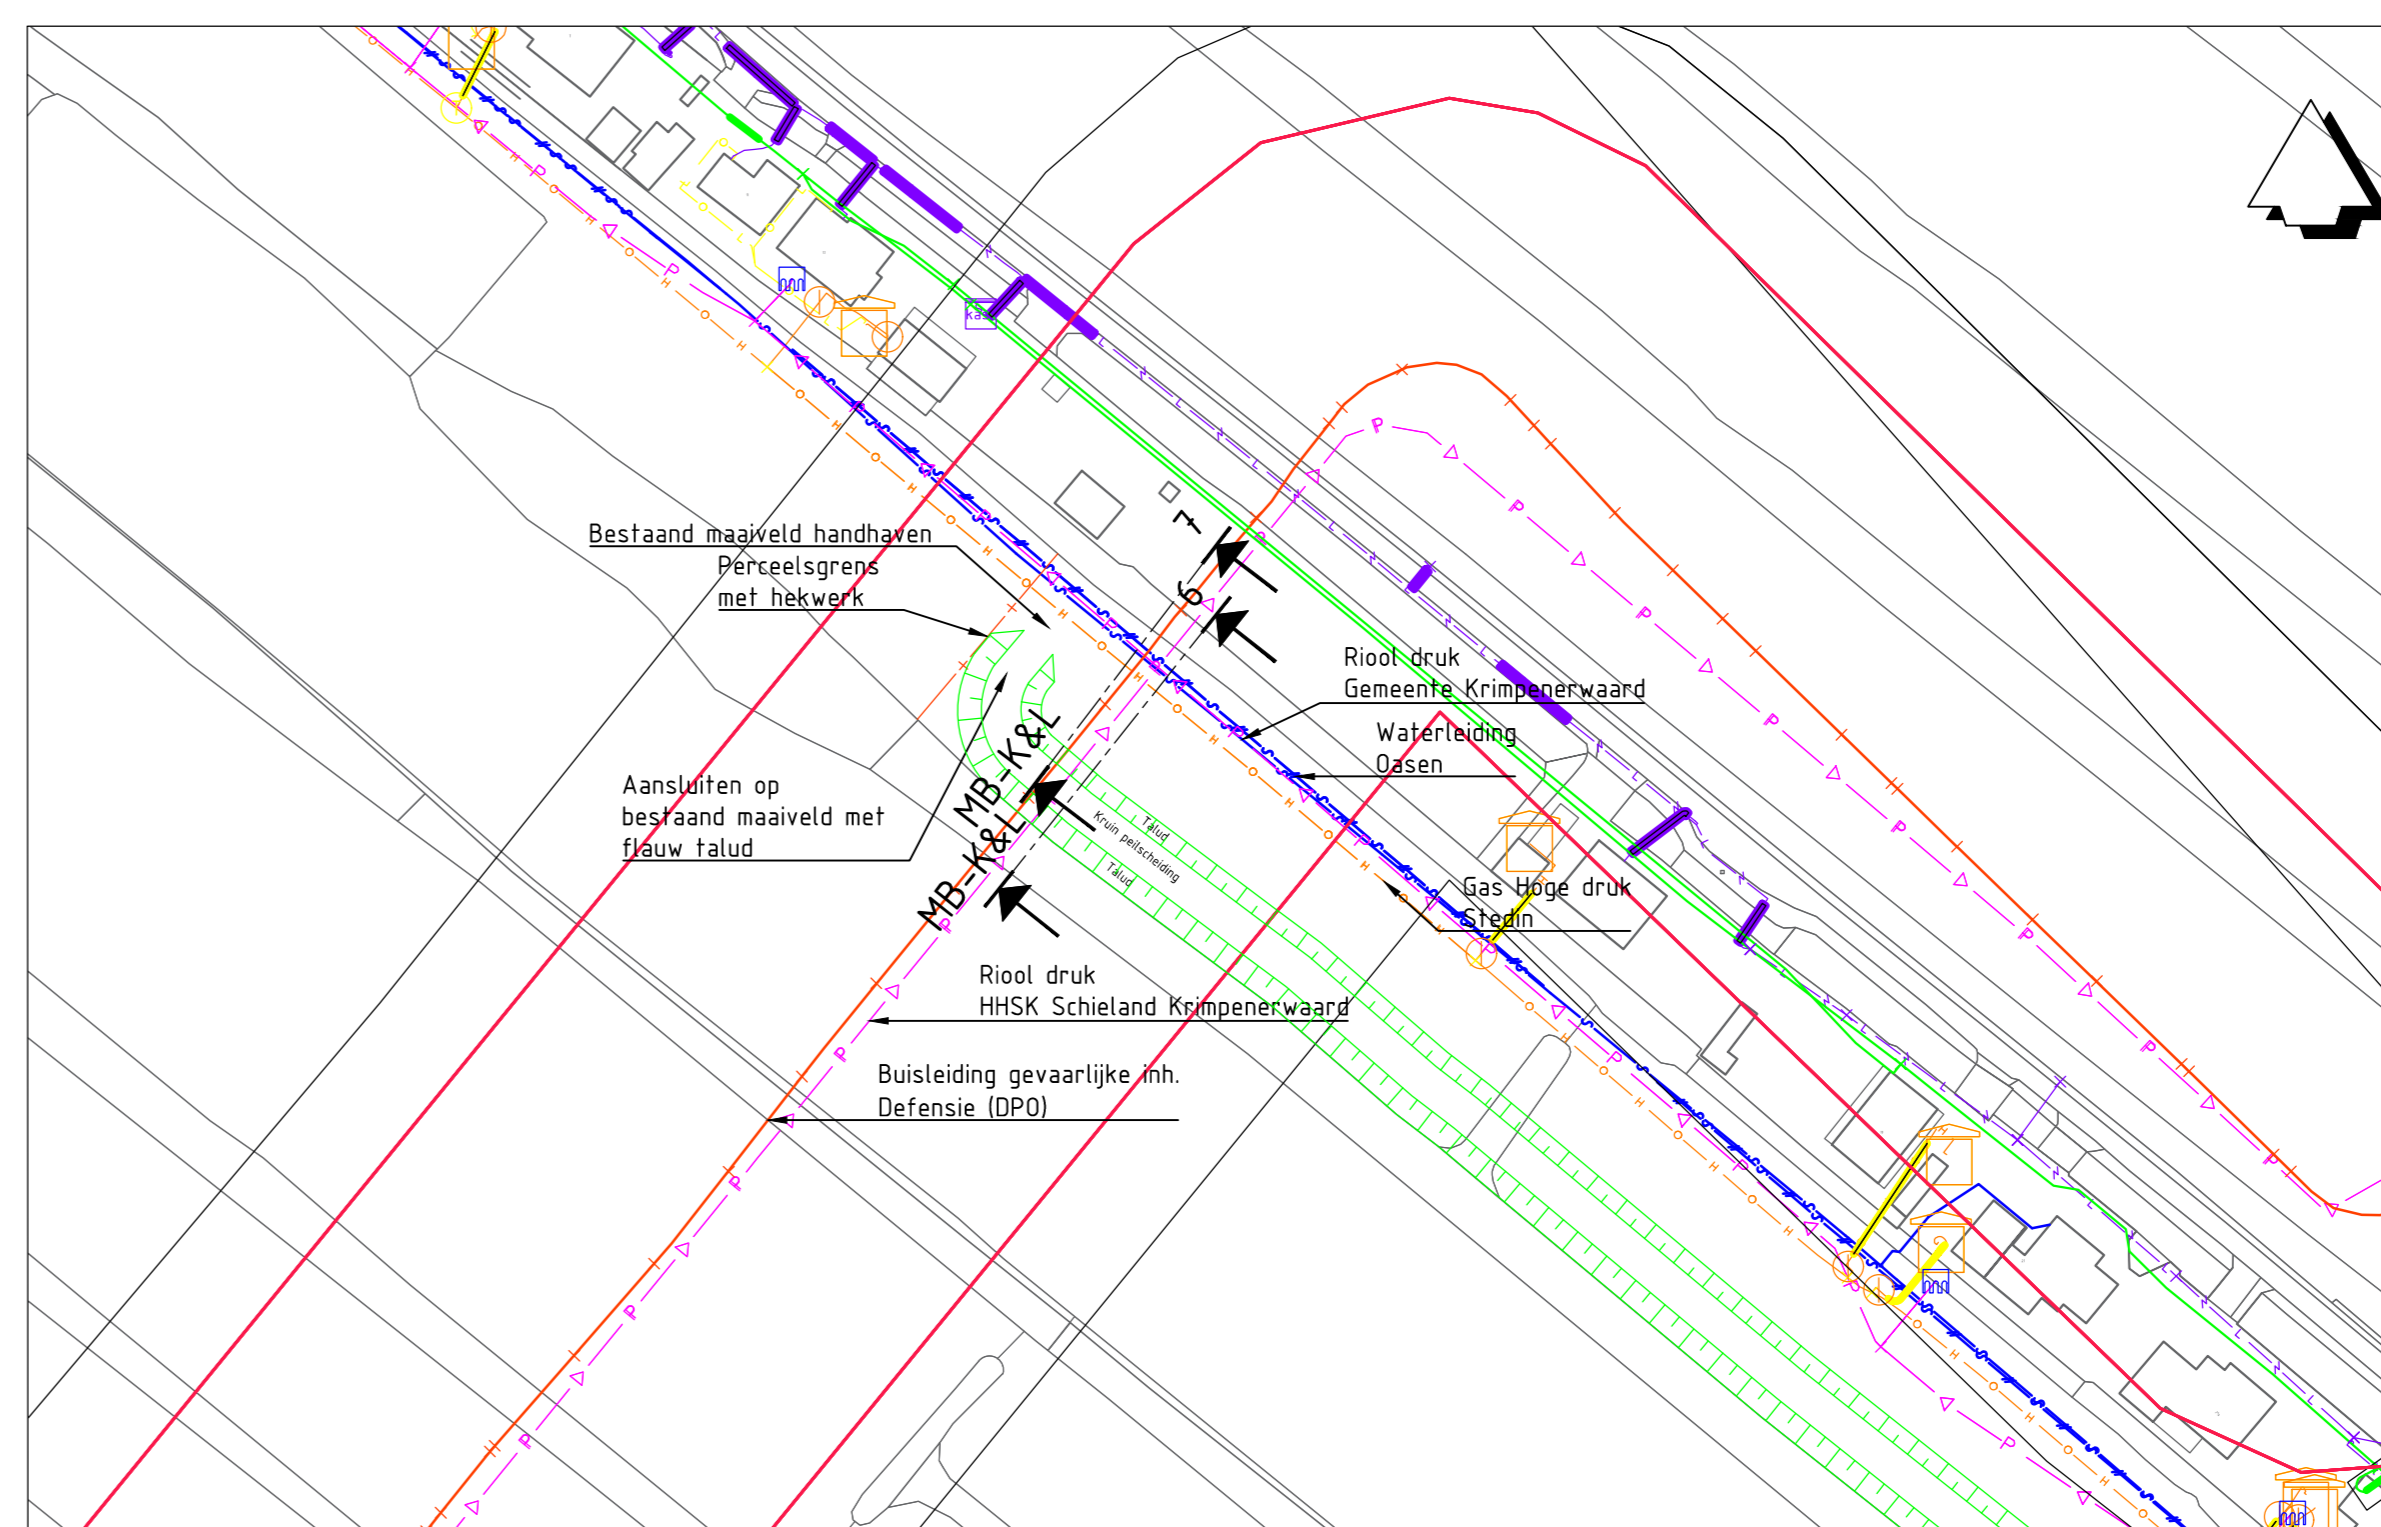 kast
7
6
Bestaand maaiveld handhaven
Perceelsgrens
met hekwerk
Riool druk
Gemeente Krimpenerwaard
Waterleiding
Oasen
Aansluiten op
bestaand maaiveld met
flauw talud
MB-K&L
MB-K&L
Talud
Kruin peilscheiding
Talud
Gas Hoge druk
Stedin
Riool druk
HHSK Schieland Krimpenerwaard
Buisleiding gevaarlijke inh.
Defensie (DPO)